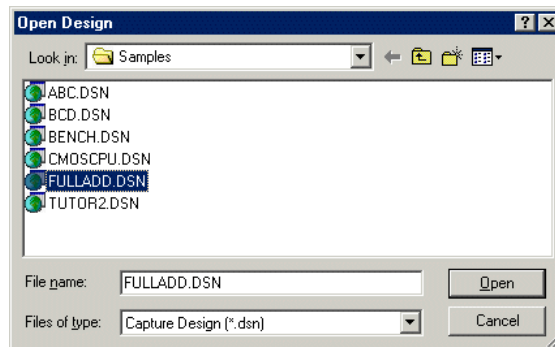 Open Design
Look in: Samples
ABC.DSN
BCD.DSN
BENCH.DSN
CMOSCPU.DSN
FULLADD.DSN
TUTOR2.DSN
File name: FULLADD.DSN Open
Files of type: Capture Design (*.dsn) Cancel